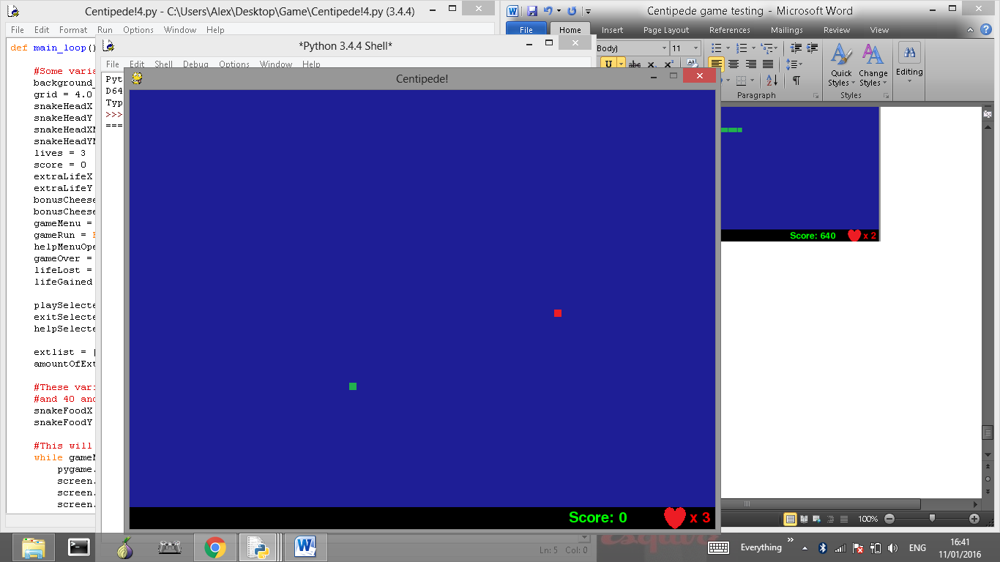 Centipede!4.py - C:\Users\Alex\Desktop\Game\Centipede!4.py (3.4.4)
File Edit Format Run Options Window Help
def main_loop()
#Some varia
background_
grid = 4.0
snakeHeadX
snakeHeadY
snakeHeadXM
snakeHeadYM
lives = 3
score = 0
extraLifeX
extraLifeY
bonusCheese
bonusCheese
gameMenu =
gameRun =
helpMenuOpe
gameOver =
lifeLost =
lifeGained
playSelecte
exitSelecte
helpSelecte
extlist = [
amountOfExt
#These vari
#and 40 and
snakeFoodX
snakeFoodY
#This will
while gameM
pygame.
screen.
screen.
screen.
*Python 3.4.4 Shell*
File Edit Shell Debug Options Window Help
Pyt
D64
Typ
>>>
===
Ln: 5 Col: 0
Centipede!
Score: 0 x 3
Centipede game testing - Microsoft Word
File Home Insert Page Layout References Mailings Review View
Body) 11
U abc x₂ x²
Quick Styles Change Styles Editing
Paragraph Styles
Score: 640 x 2
100%
Everything » ENG 16:41
11/01/2016